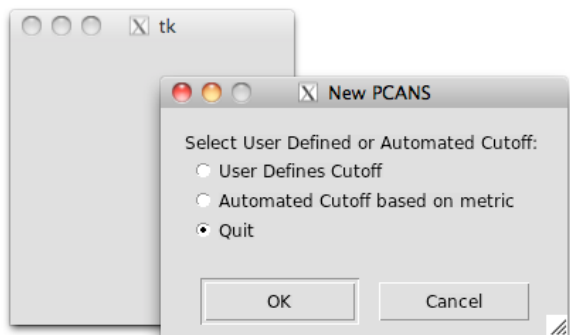 tk
New PCANS
Select User Defined or Automated Cutoff:
User Defines Cutoff
Automated Cutoff based on metric
Quit
OK
Cancel